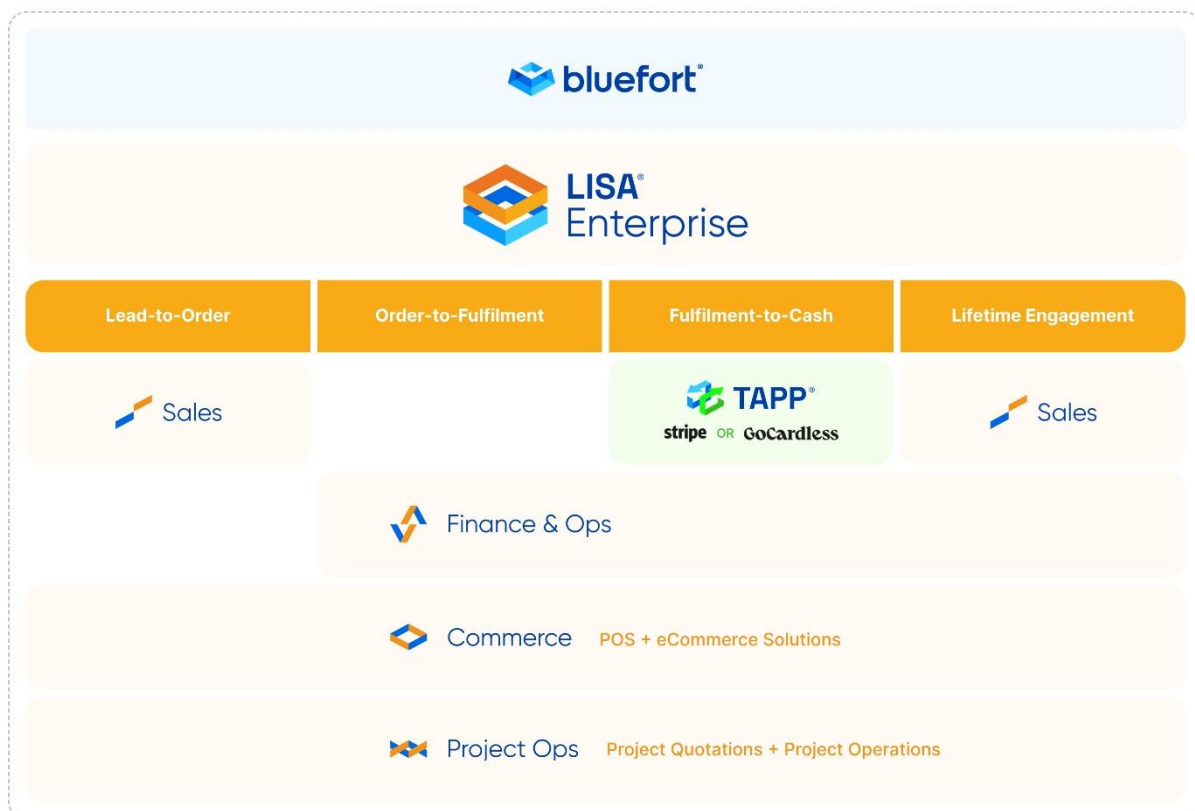 bluefort®
LISA®
Enterprise
Lead-to-Order
Order-to-Fulfilment
Fulfilment-to-Cash
Lifetime Engagement
Sales
TAPP®
stripe OR GoCardless
Sales
Finance & Ops
Commerce POS + eCommerce Solutions
Project Ops Project Quotations + Project Operations